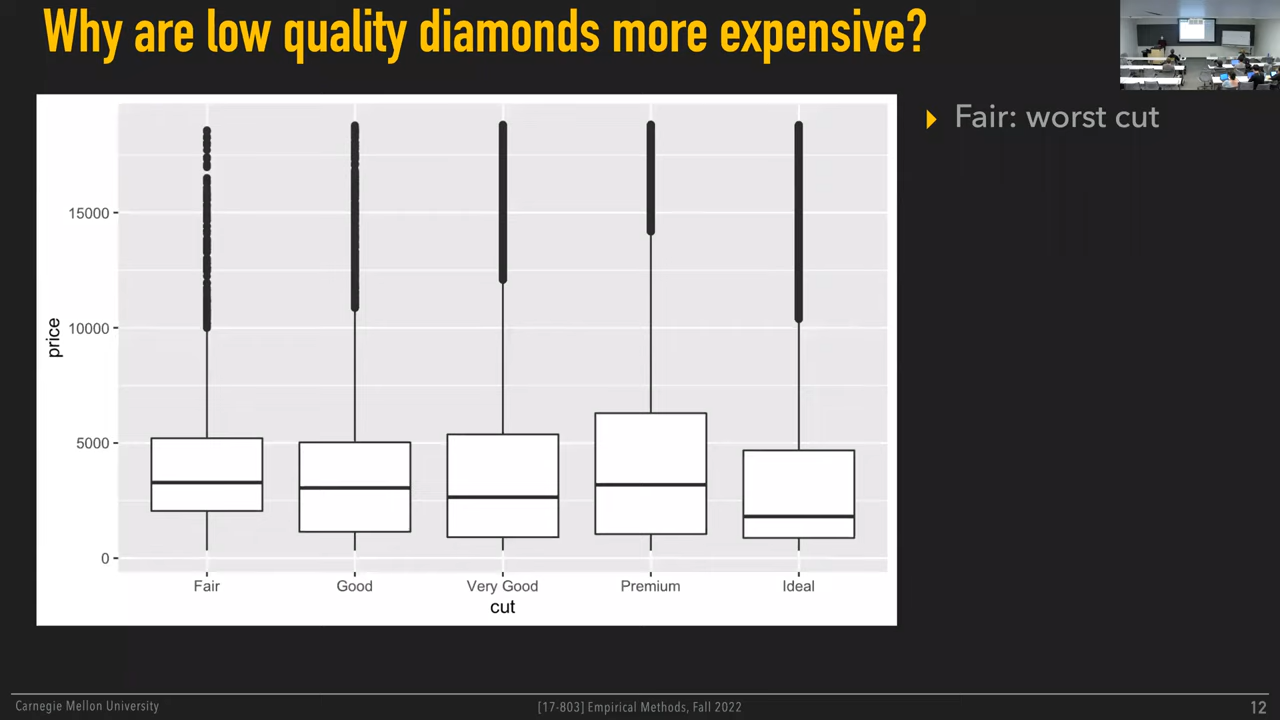 Why are low quality diamonds more expensive?
Fair: worst cut
15000
10000
5000
0
price
Fair Good Very Good Premium Ideal
cut
Carnegie Mellon University
[17-803] Empirical Methods, Fall 2022
12